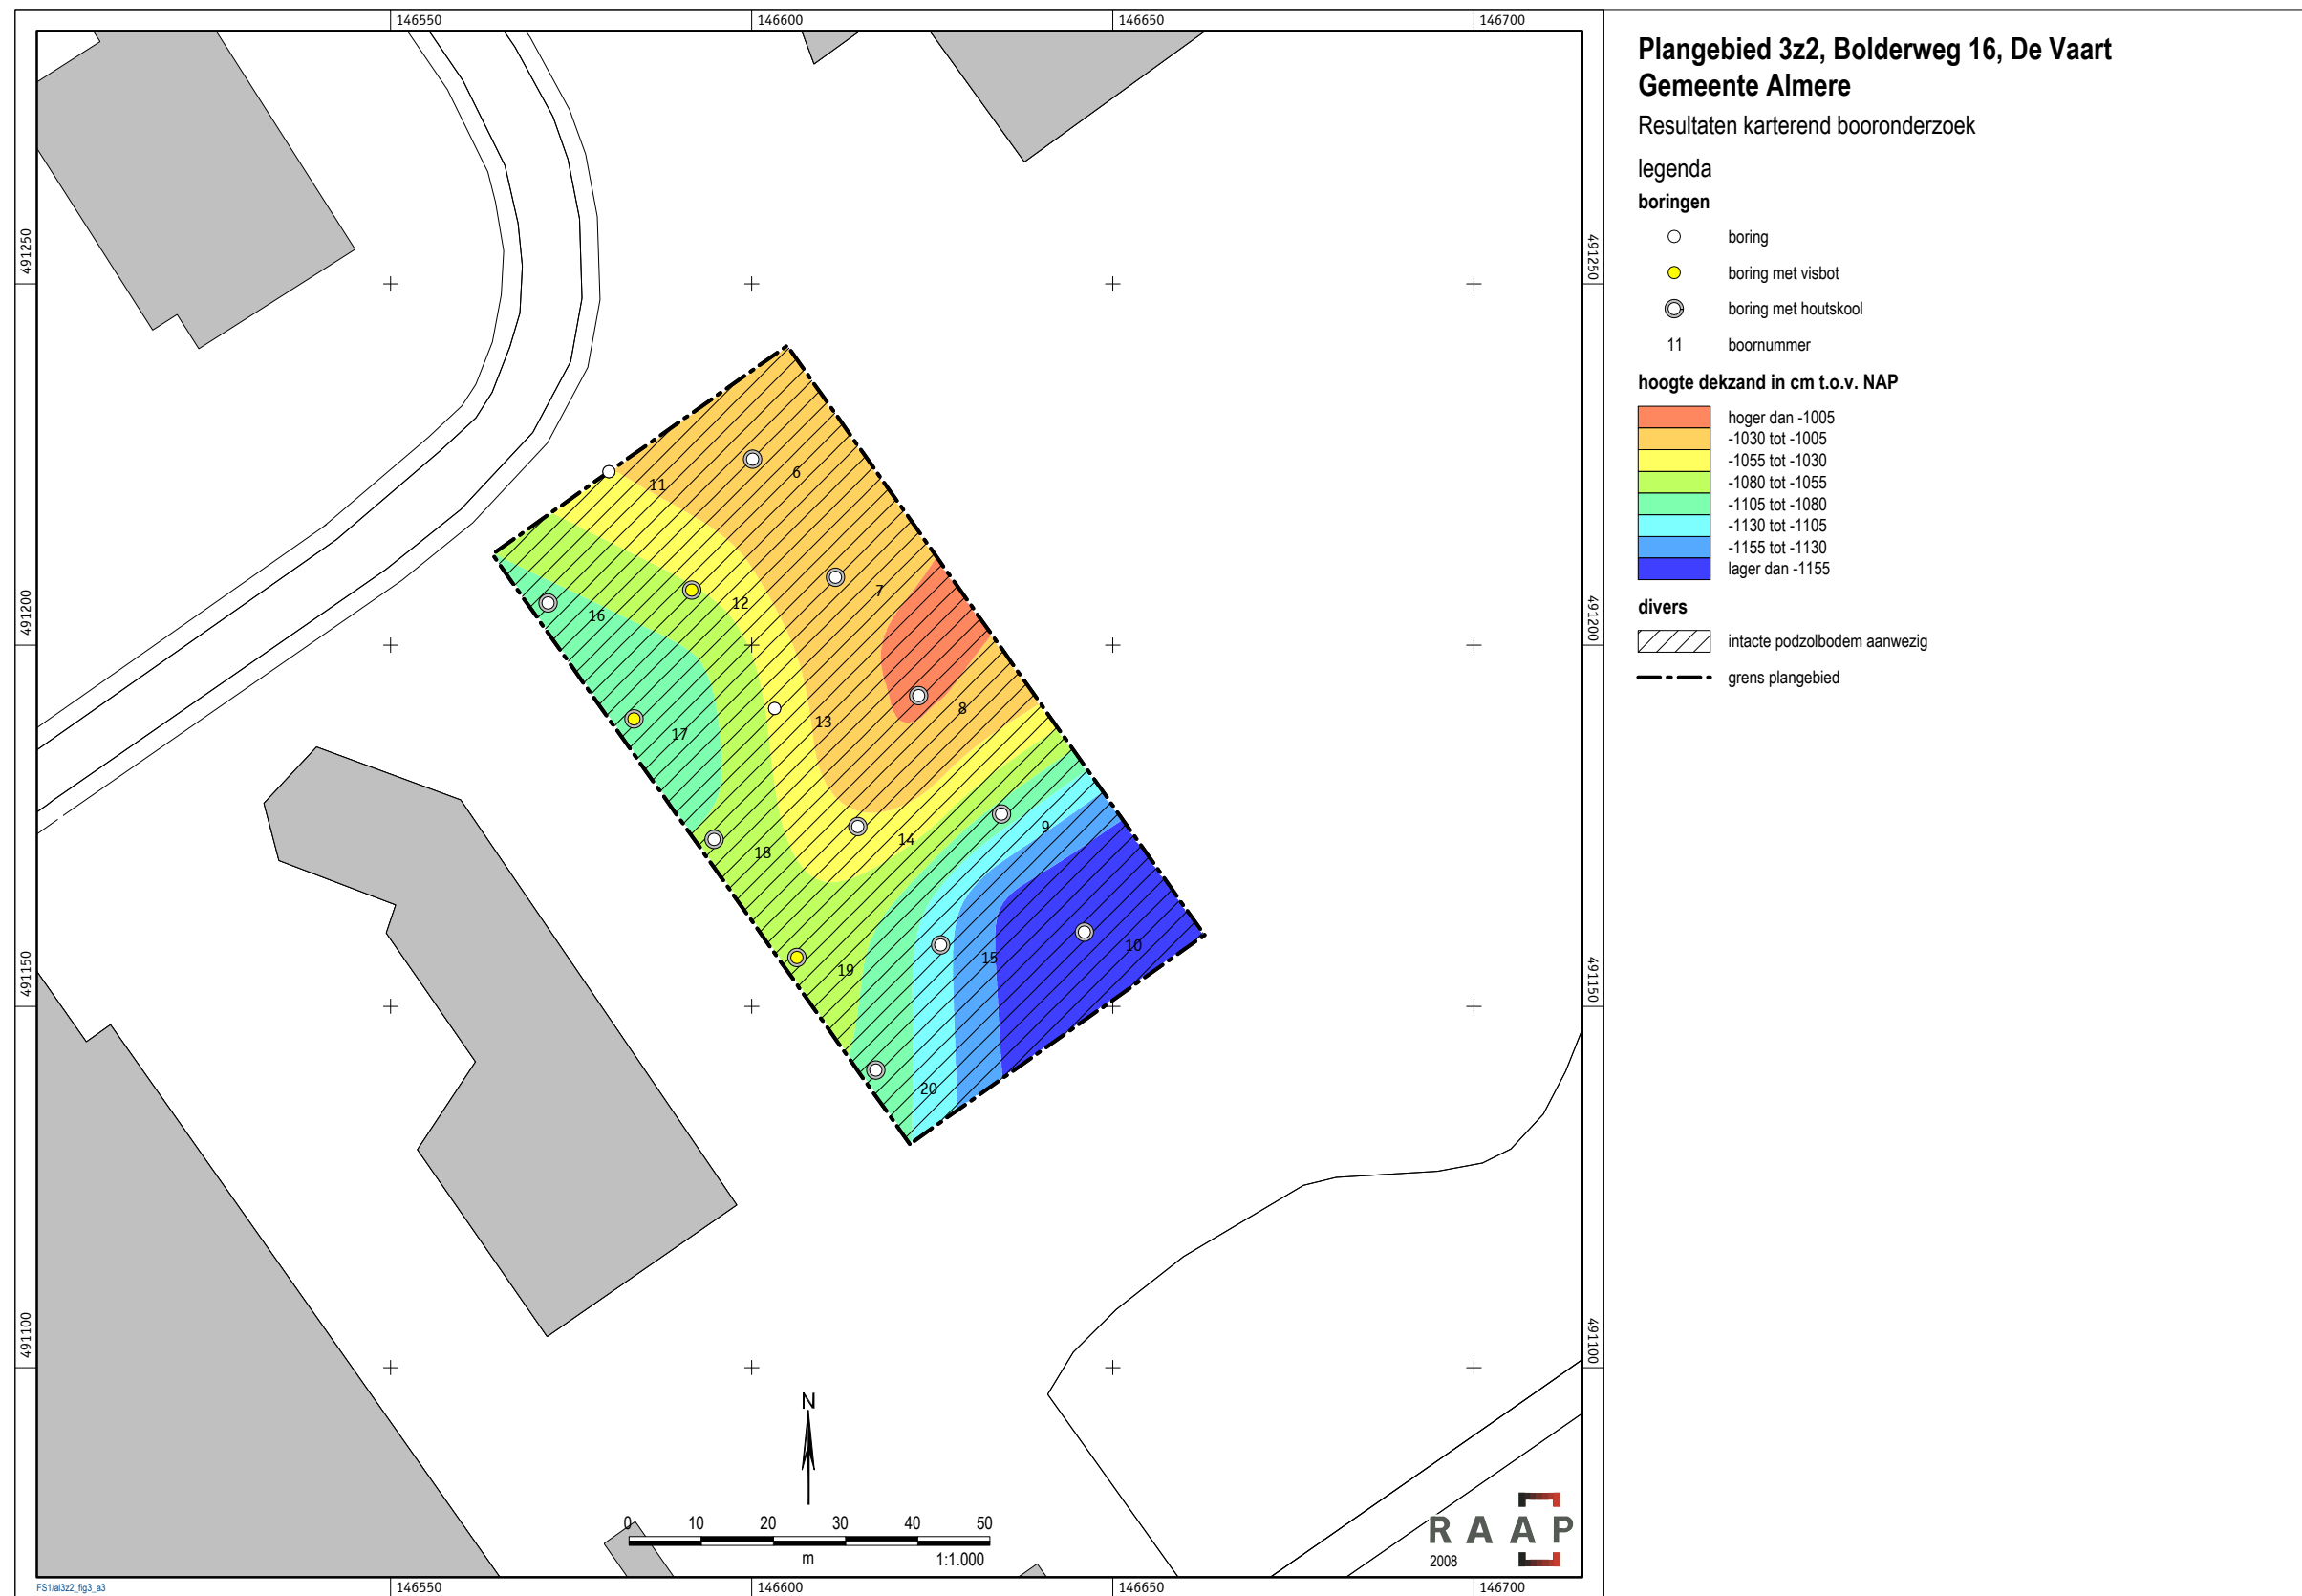 146550
146600
146650
146700
Plangebied 3z2, Bolderweg 16, De Vaart
Gemeente Almere
Resultaten karterend booronderzoek
legenda
boringen
boring
boring met visbot
boring met houtskool
11 boornummer
hoogte dekzand in cm t.o.v. NAP
hoger dan -1005
-1030 tot -1005
-1055 tot -1030
-1080 tot -1055
-1105 tot -1080
-1130 tot -1105
-1155 tot -1130
lager dan -1155
divers
intacte podzolbodem aanwezig
grens plangebied
491250
491250
491200
491200
491150
491150
491100
491100
6
11
7
12
16
8
13
17
9
14
18
10
15
19
20
N
0 10 20 30 40 50
m
1:1.000
RAAP
2008
FS1/al3z2_fig3_a3
146550
146600
146650
146700